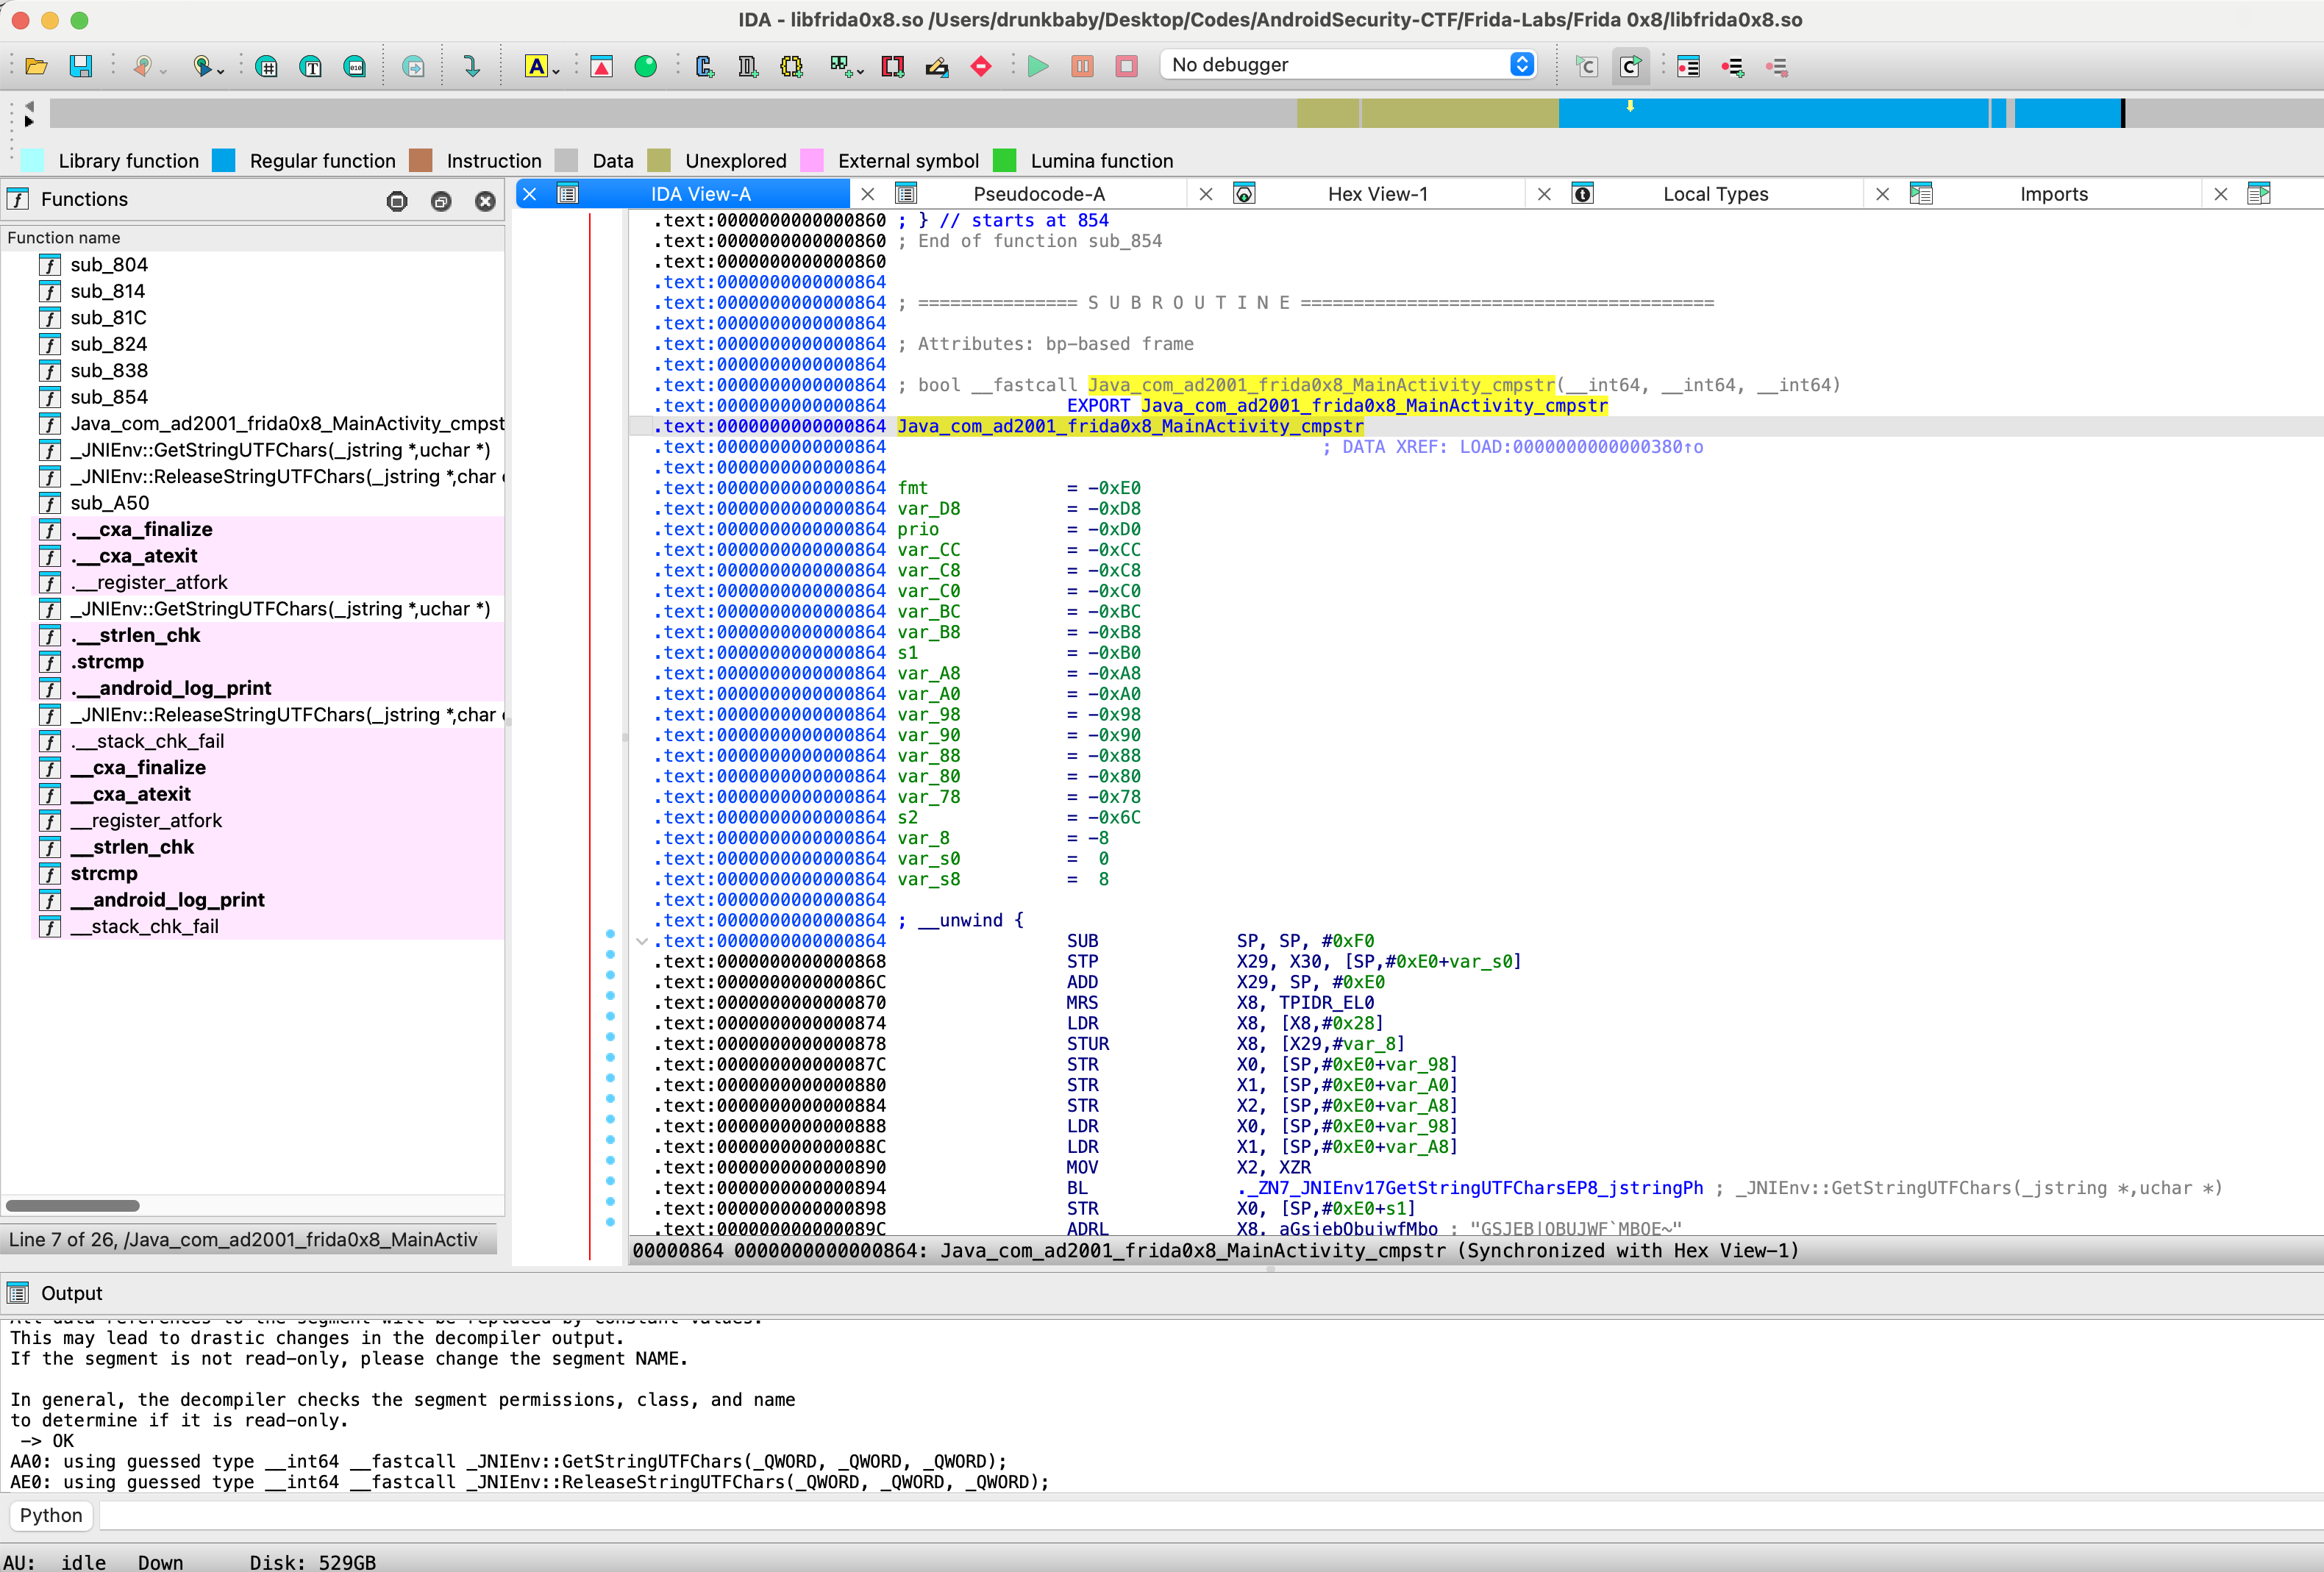 IDA - libfrida0x8.so /Users/drunkbaby/Desktop/Codes/AndroidSecurity-CTF/Frida-Labs/Frida 0x8/libfrida0x8.so
No debugger
Library function Regular function Instruction Data Unexplored External symbol Lumina function
Functions
Function name
sub_804
sub_814
sub_81C
sub_824
sub_838
sub_854
Java_com_ad2001_frida0x8_MainActivity_cmpst
_JNIEnv::GetStringUTFChars(_jstring *,uchar *)
_JNIEnv::ReleaseStringUTFChars(_jstring *,char
sub_A50
.__cxa_finalize
.__cxa_atexit
.__register_atfork
_JNIEnv::GetStringUTFChars(_jstring *,uchar *)
.__strlen_chk
.strcmp
.__android_log_print
_JNIEnv::ReleaseStringUTFChars(_jstring *,char
.__stack_chk_fail
__cxa_finalize
__cxa_atexit
__register_atfork
__strlen_chk
strcmp
__android_log_print
__stack_chk_fail
Line 7 of 26, /Java_com_ad2001_frida0x8_MainActiv
IDA View-A Pseudocode-A Hex View-1 Local Types Imports
.text:0000000000000860 ; } // starts at 854
.text:0000000000000860 ; End of function sub_854
.text:0000000000000860
.text:0000000000000864
.text:0000000000000864 ; =============== S U B R O U T I N E =======================================
.text:0000000000000864
.text:0000000000000864 ; Attributes: bp-based frame
.text:0000000000000864
.text:0000000000000864 ; bool __fastcall Java_com_ad2001_frida0x8_MainActivity_cmpstr(__int64, __int64, __int64)
.text:0000000000000864 EXPORT Java_com_ad2001_frida0x8_MainActivity_cmpstr
.text:0000000000000864 Java_com_ad2001_frida0x8_MainActivity_cmpstr
.text:0000000000000864 ; DATA XREF: LOAD:0000000000000380↑o
.text:0000000000000864
.text:0000000000000864 fmt = -0xE0
.text:0000000000000864 var_D8 = -0xD8
.text:0000000000000864 prio = -0xD0
.text:0000000000000864 var_CC = -0xCC
.text:0000000000000864 var_C8 = -0xC8
.text:0000000000000864 var_C0 = -0xC0
.text:0000000000000864 var_BC = -0xBC
.text:0000000000000864 var_B8 = -0xB8
.text:0000000000000864 s1 = -0xB0
.text:0000000000000864 var_A8 = -0xA8
.text:0000000000000864 var_A0 = -0xA0
.text:0000000000000864 var_98 = -0x98
.text:0000000000000864 var_90 = -0x90
.text:0000000000000864 var_88 = -0x88
.text:0000000000000864 var_80 = -0x80
.text:0000000000000864 var_78 = -0x78
.text:0000000000000864 s2 = -0x6C
.text:0000000000000864 var_8 = -8
.text:0000000000000864 var_s0 = 0
.text:0000000000000864 var_s8 = 8
.text:0000000000000864
.text:0000000000000864 ; __unwind {
.text:0000000000000864 SUB SP, SP, #0xF0
.text:0000000000000868 STP X29, X30, [SP,#0xE0+var_s0]
.text:000000000000086C ADD X29, SP, #0xE0
.text:0000000000000870 MRS X8, TPIDR_EL0
.text:0000000000000874 LDR X8, [X8,#0x28]
.text:0000000000000878 STUR X8, [X29,#var_8]
.text:000000000000087C STR X0, [SP,#0xE0+var_98]
.text:0000000000000880 STR X1, [SP,#0xE0+var_A0]
.text:0000000000000884 STR X2, [SP,#0xE0+var_A8]
.text:0000000000000888 LDR X0, [SP,#0xE0+var_98]
.text:000000000000088C LDR X1, [SP,#0xE0+var_A8]
.text:0000000000000890 MOV X2, XZR
.text:0000000000000894 BL ._ZN7_JNIEnv17GetStringUTFCharsEP8_jstringPh ; _JNIEnv::GetStringUTFChars(_jstring *,uchar *)
.text:0000000000000898 STR X0, [SP,#0xE0+s1]
.text:000000000000089C ADRL X8, aGsjebObujwfMbo ; "GSJEB|OBUJWF`MBOE~"
00000864 0000000000000864: Java_com_ad2001_frida0x8_MainActivity_cmpstr (Synchronized with Hex View-1)
Output
All data references to the segment will be replaced by constant values.
This may lead to drastic changes in the decompiler output.
If the segment is not read-only, please change the segment NAME.
In general, the decompiler checks the segment permissions, class, and name
to determine if it is read-only.
-> OK
AA0: using guessed type __int64 __fastcall _JNIEnv::GetStringUTFChars(_QWORD, _QWORD, _QWORD);
AE0: using guessed type __int64 __fastcall _JNIEnv::ReleaseStringUTFChars(_QWORD, _QWORD, _QWORD);
Python
AU: idle Down Disk: 529GB